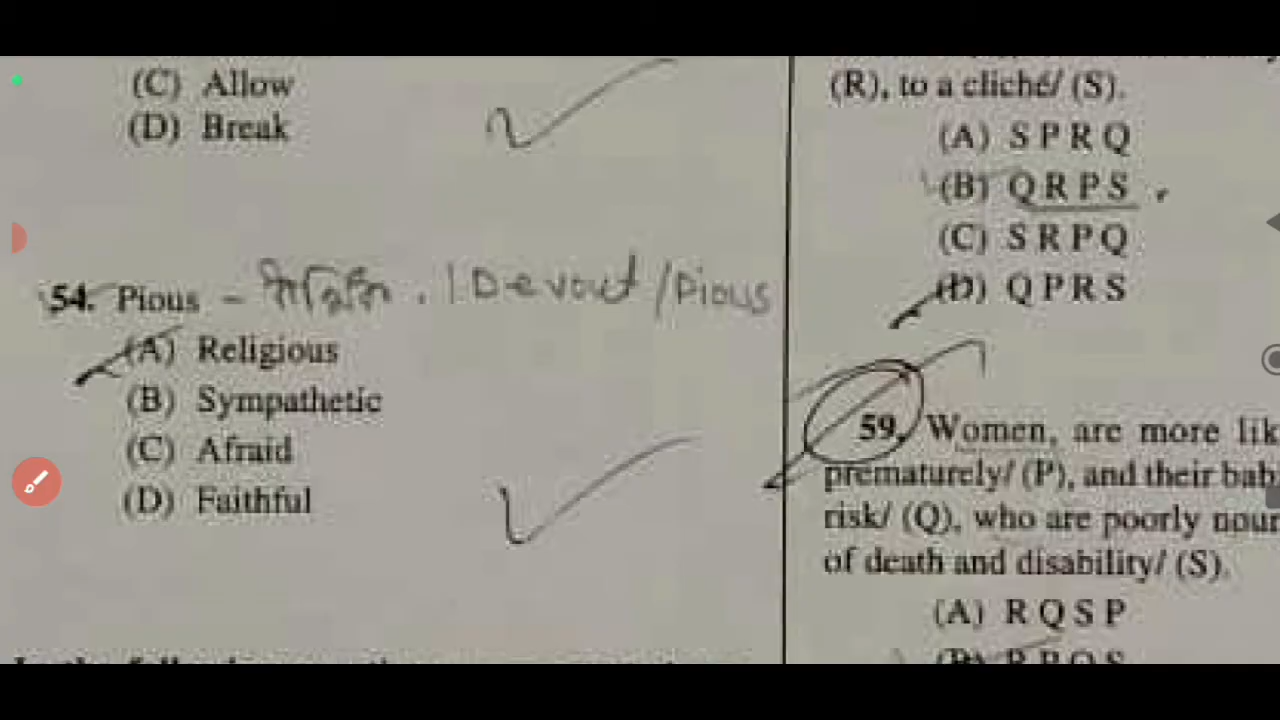 (C) Allow
(D) Break
54. Pious – . | Devout / Pious
(A) Religious
(B) Sympathetic
(C) Afraid
(D) Faithful
(R), to a cliché/ (S).
(A) S P R Q
(B) Q R P S
(C) S R P Q
(D) Q P R S
59. Women, are more lik
prematurely/ (P), and their bab
risk/ (Q), who are poorly nour
of death and disability/ (S).
(A) R Q S P